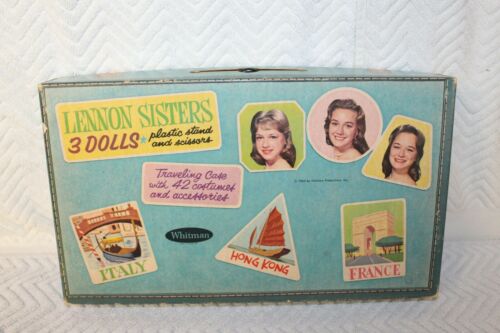 LENNON SISTERS
3 DOLLS
plastic stand
and scissors
Traveling Case
with 42 costumes
and accessories
Whitman
ITALY
HONG KONG
FRANCE